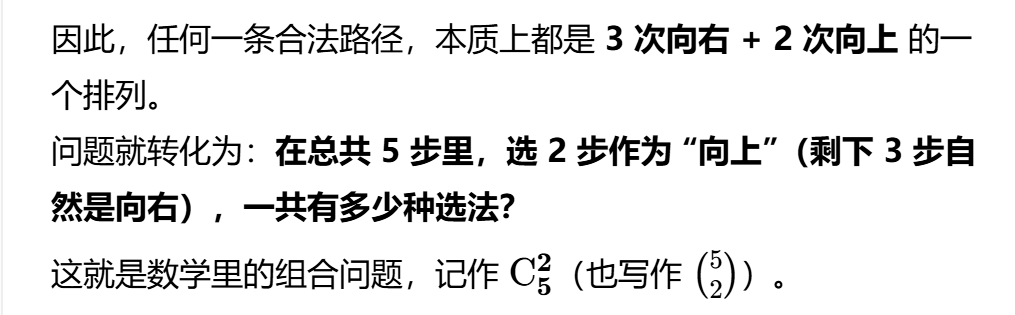 因此，任何一条合法路径，本质上都是 3 次向右 + 2 次向上 的一
个排列。
问题就转化为：在总共 5 步里，选 2 步作为 “向上”（剩下 3 步自
然是向右），一共有多少种选法？
这就是数学里的组合问题，记作 C₅²（也写作 (5 2)）。